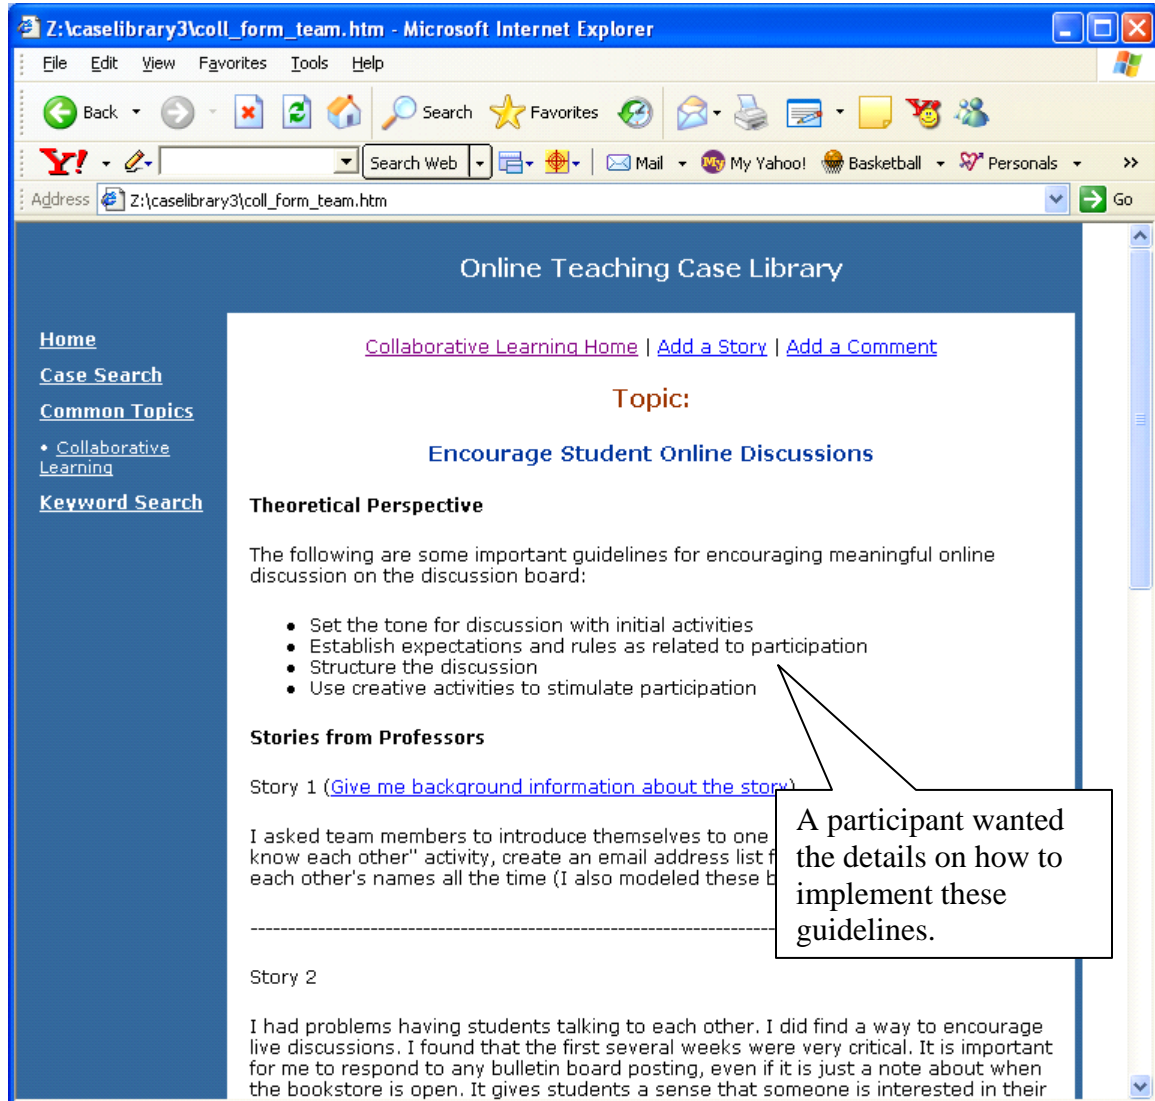 Z:\caselibrary3\coll_form_team.htm - Microsoft Internet Explorer
File Edit View Favorites Tools Help
Back Search Favorites
Y! Search Web Mail My Yahoo! Basketball Personals »
Address Z:\caselibrary3\coll_form_team.htm Go
Online Teaching Case Library
Home
Case Search
Common Topics
• Collaborative
Learning
Keyword Search
Collaborative Learning Home | Add a Story | Add a Comment
Topic:
Encourage Student Online Discussions
Theoretical Perspective
The following are some important guidelines for encouraging meaningful online
discussion on the discussion board:
• Set the tone for discussion with initial activities
• Establish expectations and rules as related to participation
• Structure the discussion
• Use creative activities to stimulate participation
Stories from Professors
Story 1 (Give me background information about the story)
I asked team members to introduce themselves to one
know each other" activity, create an email address list
each other's names all the time (I also modeled these
--------------------------------------------------------------------
Story 2
I had problems having students talking to each other. I did find a way to encourage
live discussions. I found that the first several weeks were very critical. It is important
for me to respond to any bulletin board posting, even if it is just a note about when
the bookstore is open. It gives students a sense that someone is interested in their
A participant wanted
the details on how to
implement these
guidelines.